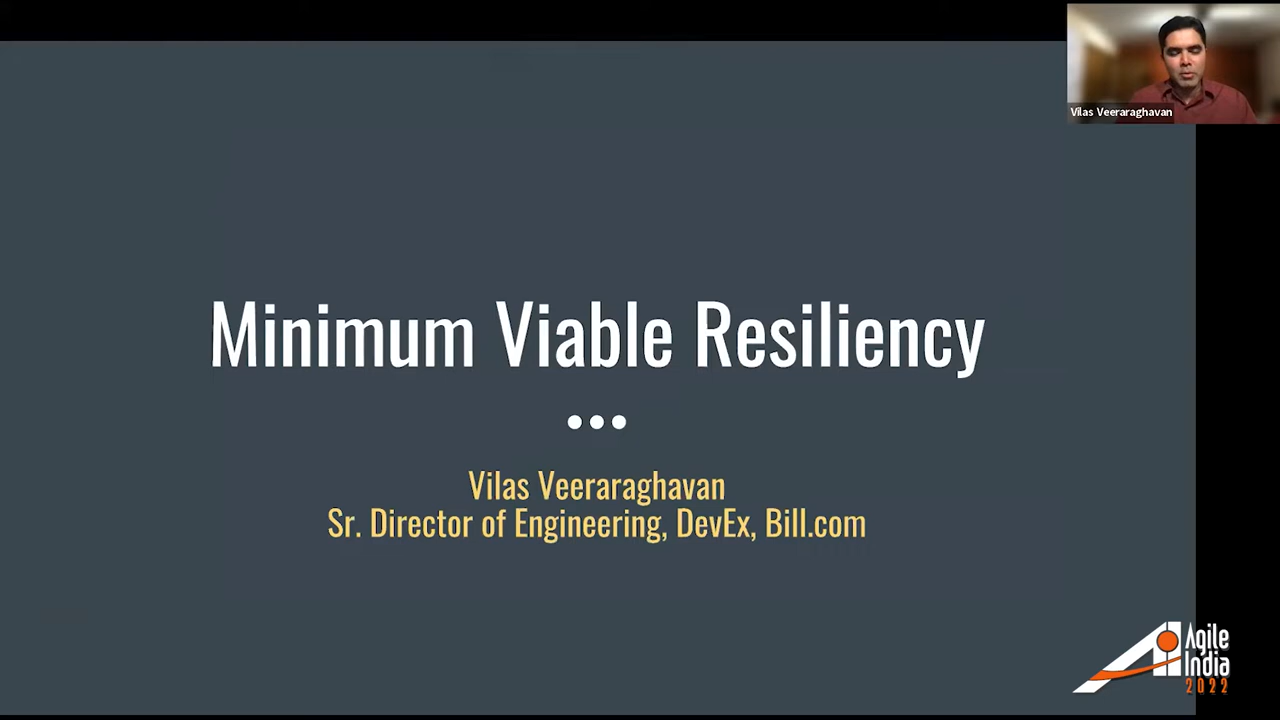 Vilas Veeraraghavan
Minimum Viable Resiliency
Vilas Veeraraghavan
Sr. Director of Engineering, DevEx, Bill.com
Agile
India
2022